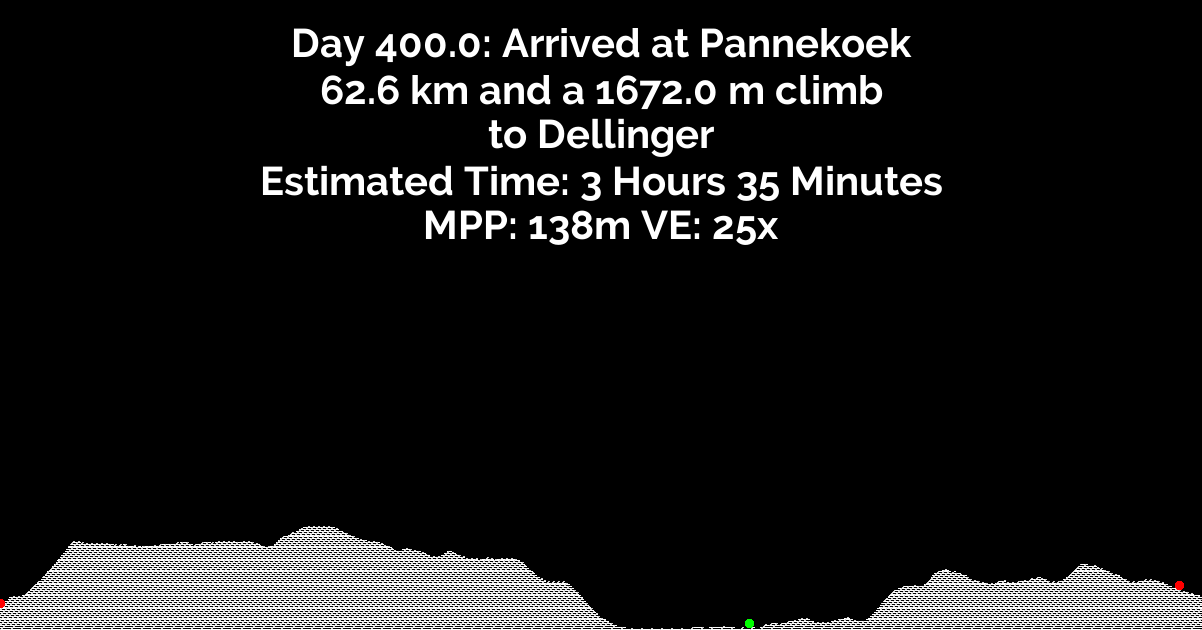 Day 400.0: Arrived at Pannekoek
62.6 km and a 1672.0 m climb
to Dellinger
Estimated Time: 3 Hours 35 Minutes
MPP: 138m VE: 25x